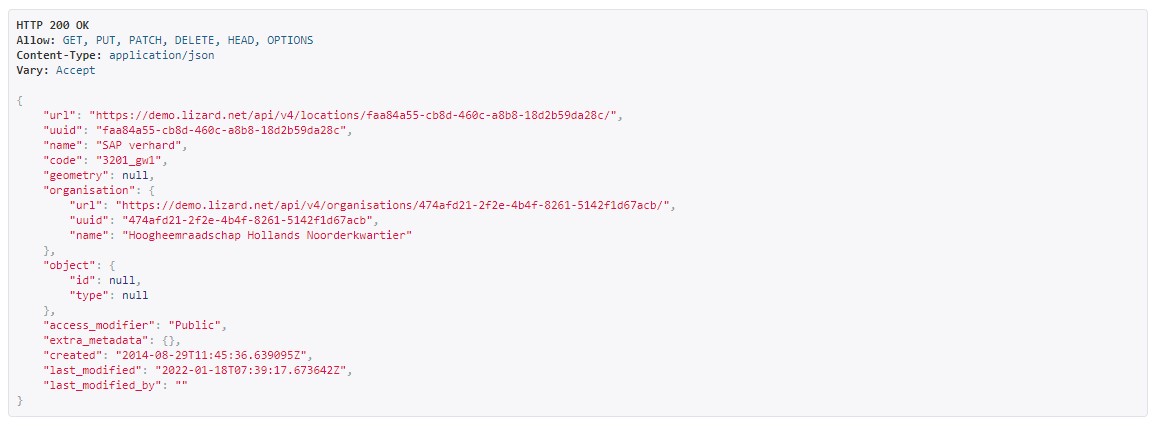 HTTP 200 OK
Allow: GET, PUT, PATCH, DELETE, HEAD, OPTIONS
Content-Type: application/json
Vary: Accept
{
"url": "https://demo.lizard.net/api/v4/locations/faa84a55-cb8d-460c-a8b8-18d2b59da28c/",
"uuid": "faa84a55-cb8d-460c-a8b8-18d2b59da28c",
"name": "SAP verhard",
"code": "3201_gw1",
"geometry": null,
"organisation": {
"url": "https://demo.lizard.net/api/v4/organisations/474afd21-2f2e-4b4f-8261-5142f1d67acb/",
"uuid": "474afd21-2f2e-4b4f-8261-5142f1d67acb",
"name": "Hoogheemraadschap Hollands Noorderkwartier"
},
"object": {
"id": null,
"type": null
},
"access_modifier": "Public",
"extra_metadata": {},
"created": "2014-08-29T11:45:36.639095Z",
"last_modified": "2022-01-18T07:39:17.673642Z",
"last_modified_by": ""
}